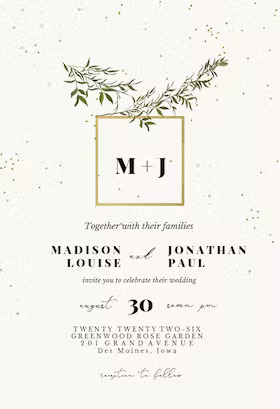 M + J
Together with their families
MADISON and JONATHAN
LOUISE PAUL
invite you to celebrate their wedding
august 30 seven pm
TWENTY TWENTY TWO-SIX
GREENWOOD ROSE GARDEN
201 GRAND AVENUE
Des Moines, Iowa
reception to follow